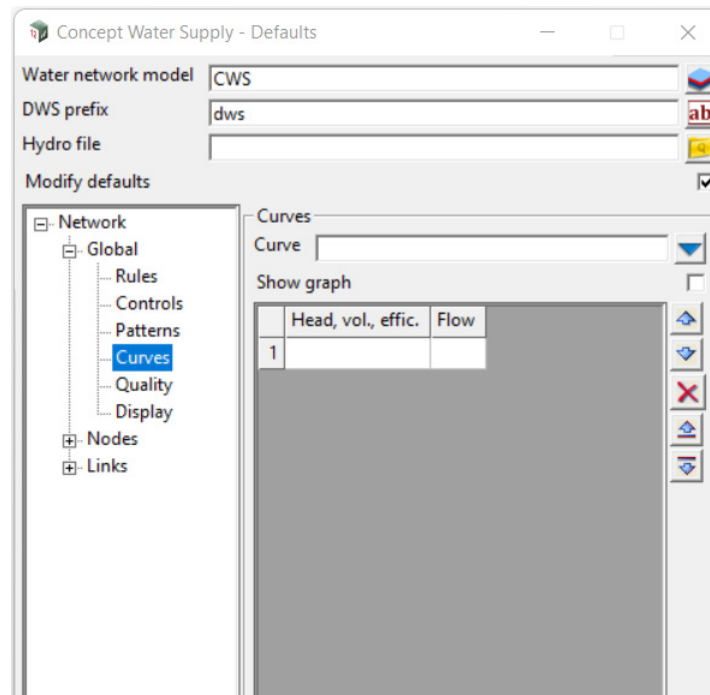 Concept Water Supply - Defaults
Water network model CWS
DWS prefix dws ab
Hydro file
Modify defaults
Network
Global
Rules
Controls
Patterns
Curves
Quality
Display
Nodes
Links
Curves
Curve
Show graph
Head, vol., effic. Flow
1